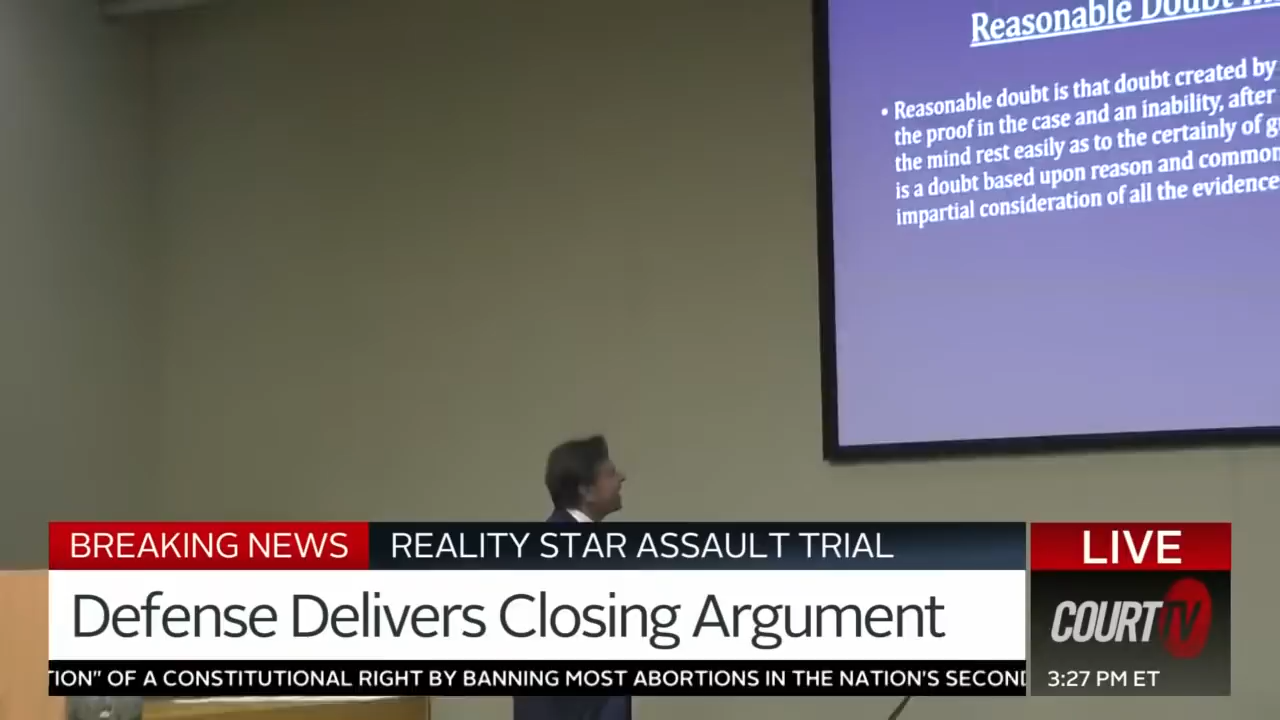 Reasonable Doubt
• Reasonable doubt is that doubt created by
the proof in the case and an inability, after
the mind rest easily as to the certainly of
is a doubt based upon reason and common
impartial consideration of all the evidence
BREAKING NEWS
REALITY STAR ASSAULT TRIAL
LIVE
Defense Delivers Closing Argument
COURT TV
TION" OF A CONSTITUTIONAL RIGHT BY BANNING MOST ABORTIONS IN THE NATION'S SECOND
3:27 PM ET